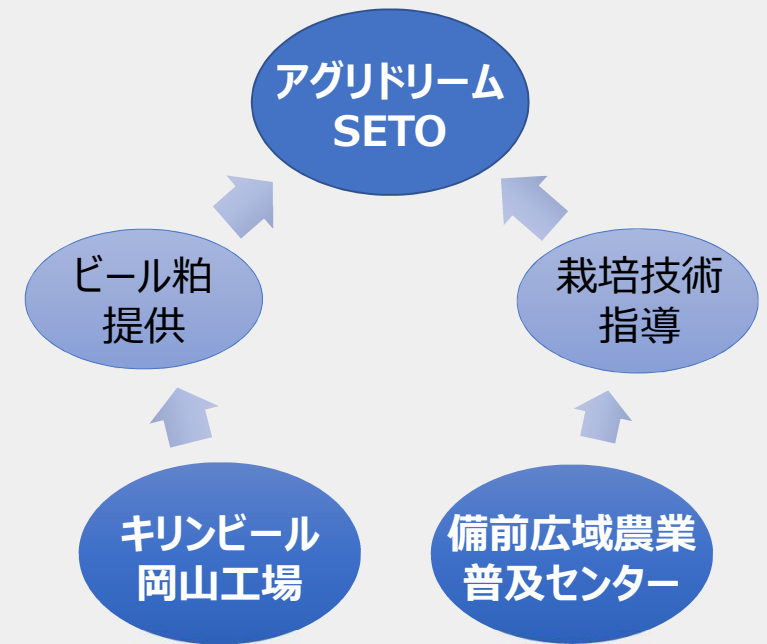 アグリドリーム
SETO
ビール粕
提供
栽培技術
指導
キリンビール
岡山工場
備前広域農業
普及センター